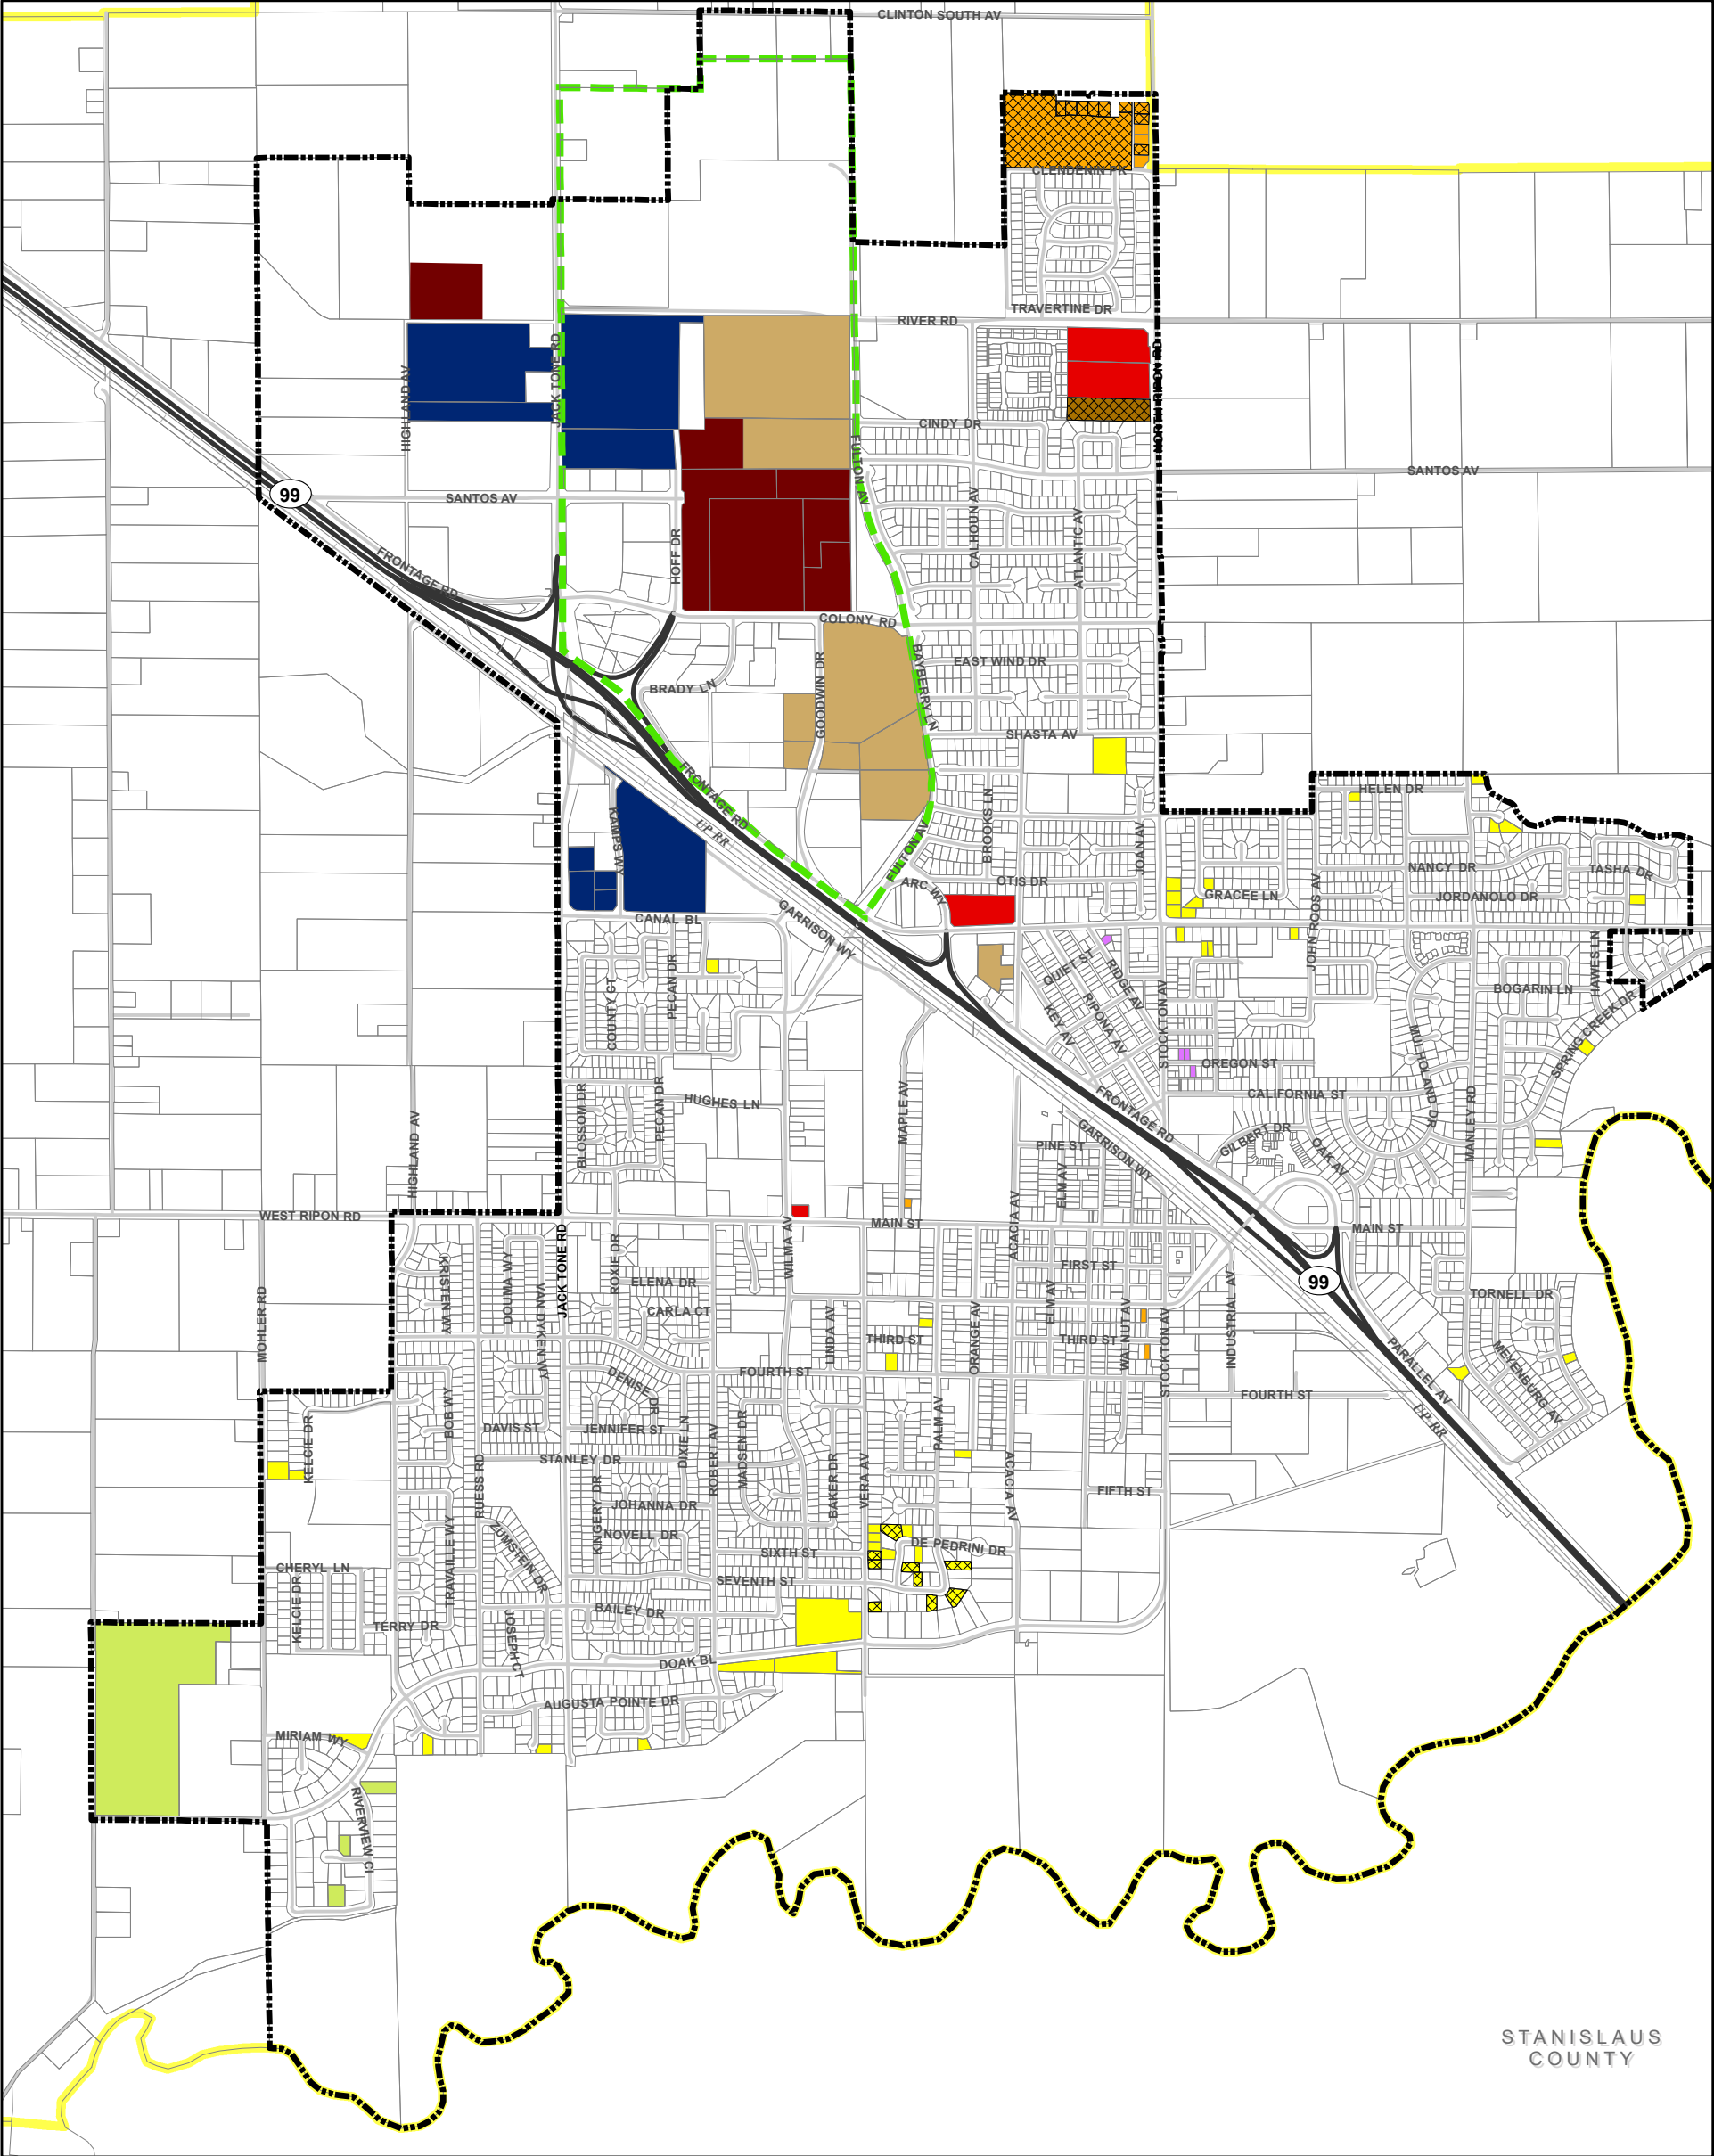 CLINTON SOUTH AV
CLENDENIN DR
TRAVERTINE DR
RIVER RD
JACK TONE RD
HIGHLAND AV
NORTH RIPON RD
CINDY DR
FULTON AV
SANTOS AV
99
SANTOS AV
CALHOUN AV
ATLANTIC AV
HOFF DR
FRONTAGE RD
COLONY RD
EAST WIND DR
BAYBERRY LN
GOODWIN DR
BRADY LN
SHASTA AV
FRONTAGE RD
UP RR
KAMPS WY
HELEN DR
BROOKS LN
JOAN AV
FULTON AV
NANCY DR
TASHA DR
ARC WY
OTIS DR
GRACEE LN
JORDANOLO DR
JOHN ROOS AV
CANAL BL
GARRISON WY
QUIET ST
RIDGE AV
HAWES LN
BOGARIN LN
COUNTY CT
PECAN DR
KEY AV
RIPONA AV
STOCKTON AV
MULHOLAND DR
SPRING CREEK DR
OREGON ST
CALIFORNIA ST
BLOSSOM DR
PECAN DR
HUGHES LN
MAPLE AV
FRONTAGE RD
GARRISON WY
GILBERT DR
OAK AV
MANLEY RD
HIGHLAND AV
PINE ST
ELM AV
WEST RIPON RD
MAIN ST
ACACIA AV
MAIN ST
WILMA AV
JACK TONE RD
ROXIE DR
KRISTEN WY
DOUMA WY
VAN DYKEN WY
ELENA DR
CARLA CT
FIRST ST
99
TORNELL DR
MOHLER RD
LINDA AV
THIRD ST
ORANGE AV
ELM AV
THIRD ST
WALNUT AV
STOCKTON AV
INDUSTRIAL AV
PARALLEL AV
MEYENBURG AV
FOURTH ST
FOURTH ST
UP RR
DENISE DR
BOB WY
DAVIS ST
JENNIFER ST
DIXIE LN
ROBERT AV
MADSEN DR
PALM AV
KELCIE DR
STANLEY DR
RUESS RD
BAKER DR
VERA AV
ACACIA AV
FIFTH ST
KINGERY DR
JOHANNA DR
NOVELL DR
ZUMSTEIN DR
TRAVAILLE WY
DE PEDRINI DR
SIXTH ST
CHERYL LN
SEVENTH ST
KELCIE DR
TERRY DR
JOSEPH CT
BAILEY DR
DOAK BL
AUGUSTA POINTE DR
MIRIAM WY
RIVERVIEW CI
STANISLAUS
COUNTY